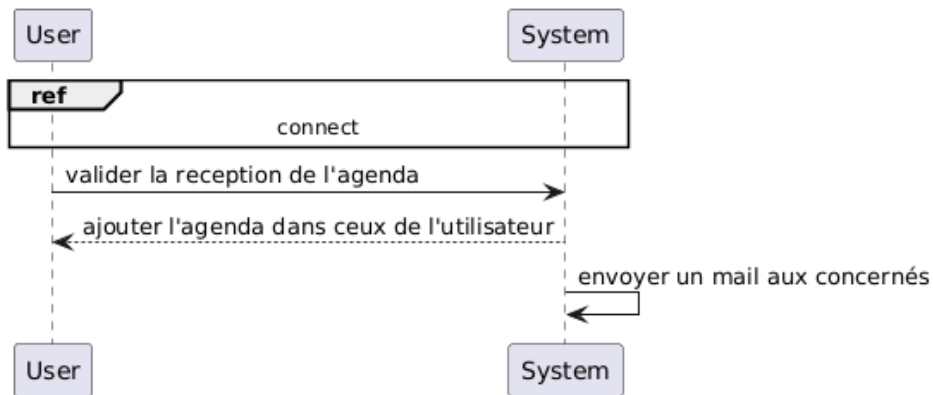 User
System
ref
connect
valider la reception de l'agenda
ajouter l'agenda dans ceux de l'utilisateur
envoyer un mail aux concernés
User
System